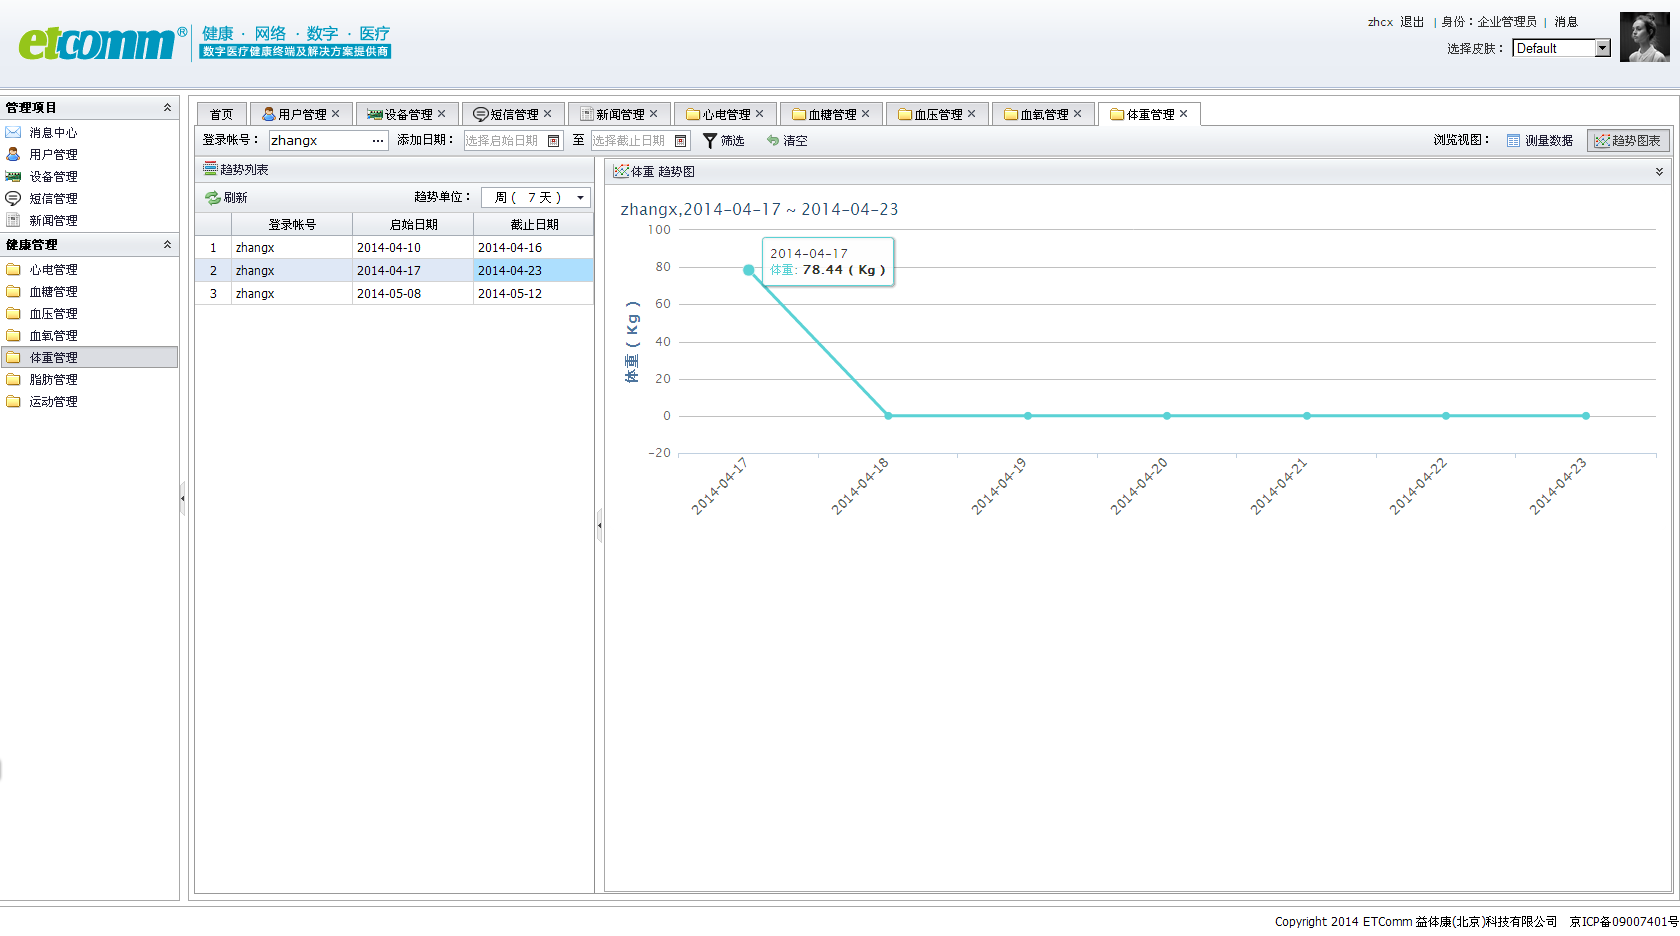 etcomm®
健康 · 网络 · 数字 · 医疗
数字医疗健康终端及解决方案提供商
zhcx 退出 | 身份：企业管理员 | 消息
选择皮肤： Default
管理项目
消息中心
用户管理
设备管理
短信管理
新闻管理
健康管理
心电管理
血糖管理
血压管理
血氧管理
体重管理
脂肪管理
运动管理
首页 用户管理 设备管理 短信管理 新闻管理 心电管理 血糖管理 血压管理 血氧管理 体重管理
登录帐号： zhangx ... 添加日期： 选择启始日期 至 选择截止日期 筛选 清空 浏览视图： 测量数据 趋势图表
趋势列表
刷新 趋势单位： 周 ( 7 天 )
登录帐号 启始日期 截止日期
1 zhangx 2014-04-10 2014-04-16
2 zhangx 2014-04-17 2014-04-23
3 zhangx 2014-05-08 2014-05-12
体重 趋势图
zhangx,2014-04-17 ~ 2014-04-23
体重 ( Kg )
100
80
60
40
20
0
-20
2014-04-17
体重: 78.44 ( Kg )
2014-04-17 2014-04-18 2014-04-19 2014-04-20 2014-04-21 2014-04-22 2014-04-23
Copyright 2014 ETComm 益体康(北京)科技有限公司 京ICP备09007401号